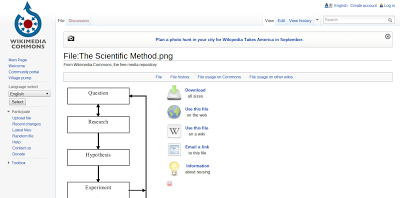 English Create account Log in
File Discussion View Edit View history Search
WIKIMEDIA
COMMONS
Plan a photo hunt in your city for Wikipedia Takes America in September.
File:The Scientific Method.png
From Wikimedia Commons, the free media repository
Main Page
Welcome
Community portal
Village pump
Language select
English
Select
Participate
Upload file
Recent changes
Latest files
Random file
Help
Contact us
Donate
Toolbox
File File history File usage on Commons File usage on other wikis
Question
Research
Hypothesis
Experiment
Download
all sizes
Use this file
on the web
W
Use this file
on a wiki
Email a link
to this file
Information
about reusing